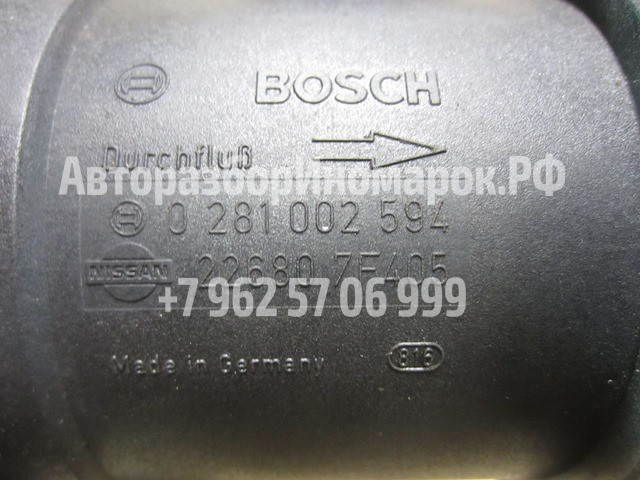 BOSCH
Durchfluß
Авторазбориномарок.РФ
0 281 002 594
NISSAN 22680 7F405
+7 962 57 06 999
Made in Germany 816